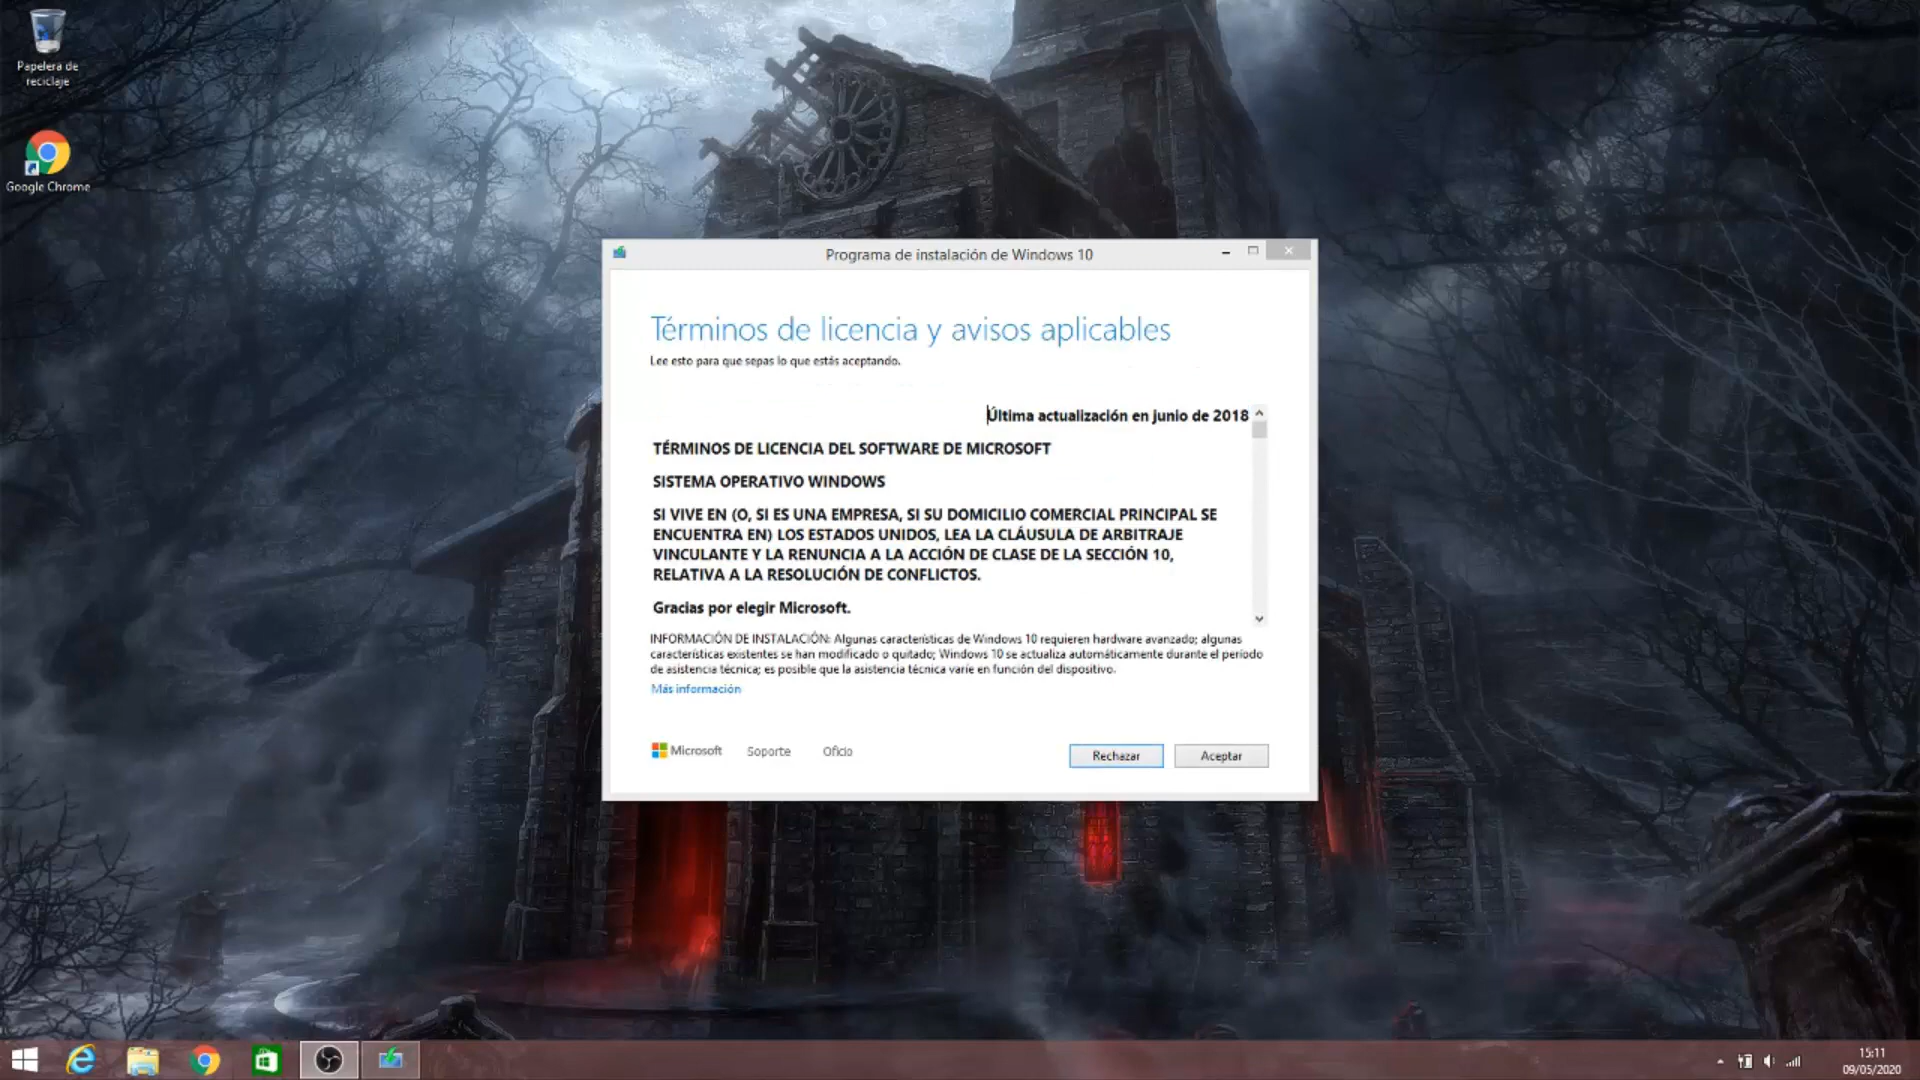 Papelera de
reciclaje
Google Chrome
Programa de instalación de Windows 10
Términos de licencia y avisos aplicables
Lee esto para que sepas lo que estás aceptando.
Última actualización en junio de 2018
TÉRMINOS DE LICENCIA DEL SOFTWARE DE MICROSOFT
SISTEMA OPERATIVO WINDOWS
SI VIVE EN (O, SI ES UNA EMPRESA, SI SU DOMICILIO COMERCIAL PRINCIPAL SE
ENCUENTRA EN) LOS ESTADOS UNIDOS, LEA LA CLÁUSULA DE ARBITRAJE
VINCULANTE Y LA RENUNCIA A LA ACCIÓN DE CLASE DE LA SECCIÓN 10,
RELATIVA A LA RESOLUCIÓN DE CONFLICTOS.
Gracias por elegir Microsoft.
INFORMACIÓN DE INSTALACIÓN: Algunas características de Windows 10 requieren hardware avanzado; algunas
características existentes se han modificado o quitado; Windows 10 se actualiza automáticamente durante el período
de asistencia técnica; es posible que la asistencia técnica varíe en función del dispositivo.
Más información
Microsoft Soporte Oficio
Rechazar Aceptar
15:11
09/05/2020